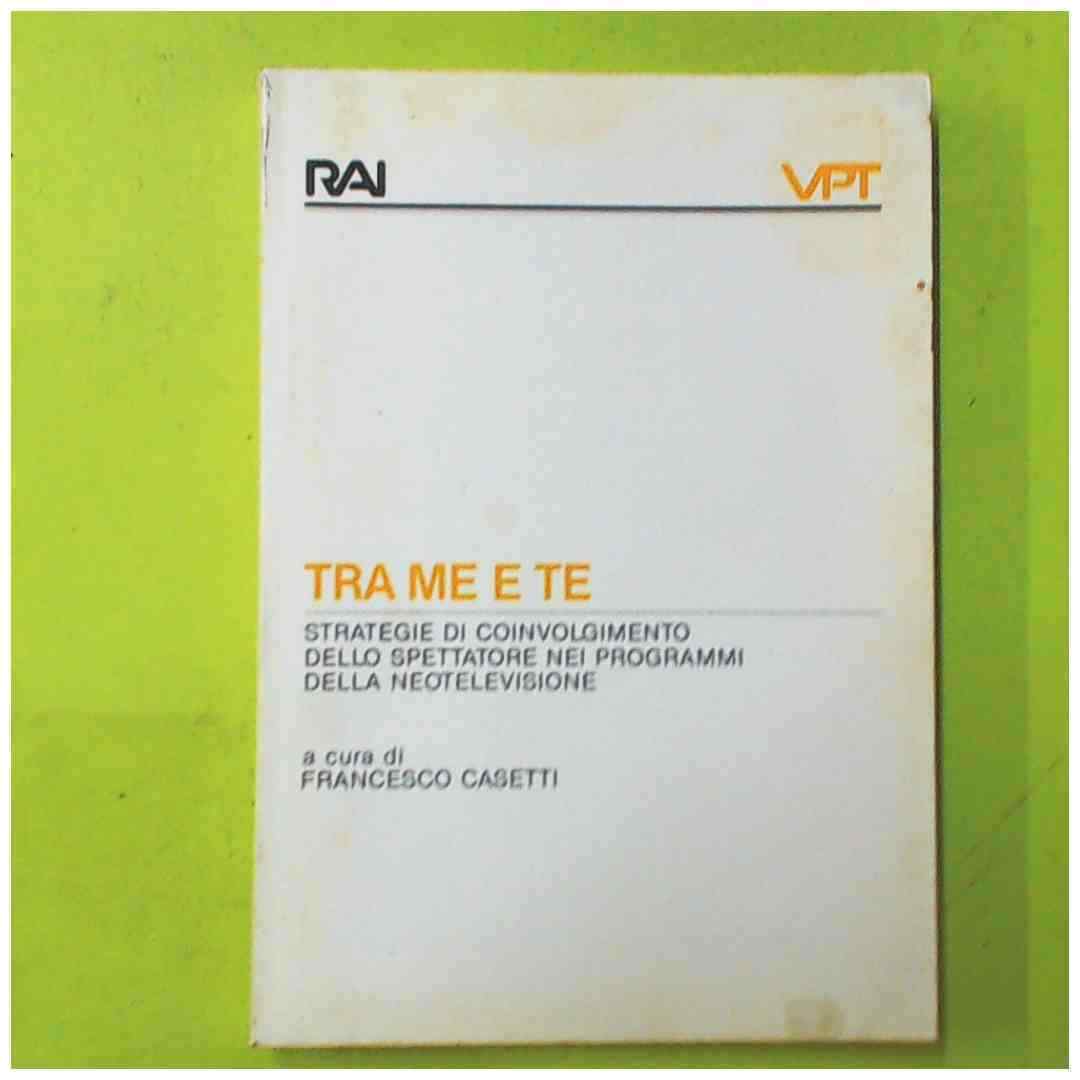 RAI
VPT
TRA ME E TE
STRATEGIE DI COINVOLGIMENTO
DELLO SPETTATORE NEI PROGRAMMI
DELLA NEOTELEVISIONE
a cura di
FRANCESCO CASETTI